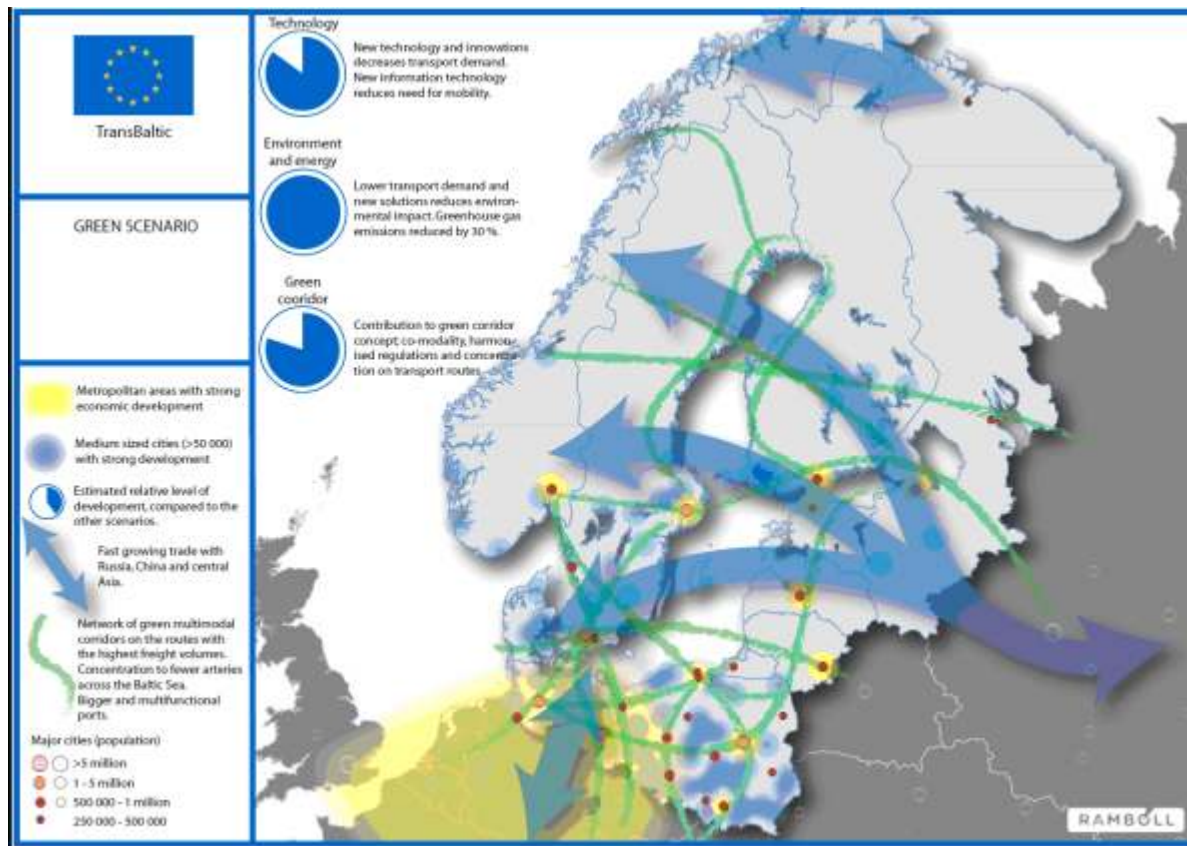 TransBaltic
GREEN SCENARIO
Metropolitan areas with strong
economic development
Medium sized cities (>50 000)
with strong development
Estimated relative level of
development, compared to the
other scenarios.
Fast growing trade with
Russia, China and central
Asia.
Network of green multimodal
corridors on the routes with
the highest freight volumes.
Concentration to fewer arteries
across the Baltic Sea.
Bigger and multifunctional
ports.
Major cities (population)
>5 million
1 - 5 million
500 000 - 1 million
250 000 - 500 000
Technology
New technology and innovations
decreases transport demand.
New information technology
reduces need for mobility.
Environment
and energy
Lower transport demand and
new solutions reduces environ-
mental impact. Greenhouse gas
emissions reduced by 30 %.
Green
cooridor
Contribution to green corridor
concept; co-modality, harmon-
ised regulations and concentra-
tion on transport routes
RAMBOLL